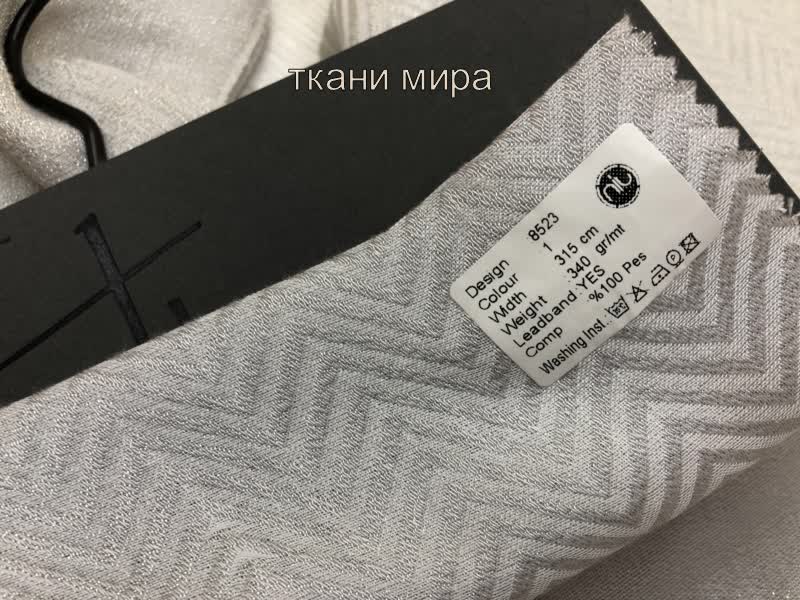 ткани мира
Design 8523
Colour 1
Width 315 cm
Weight 340 gr/mt
Leadband :YES
Comp %100 Pes
Washing Inst.: